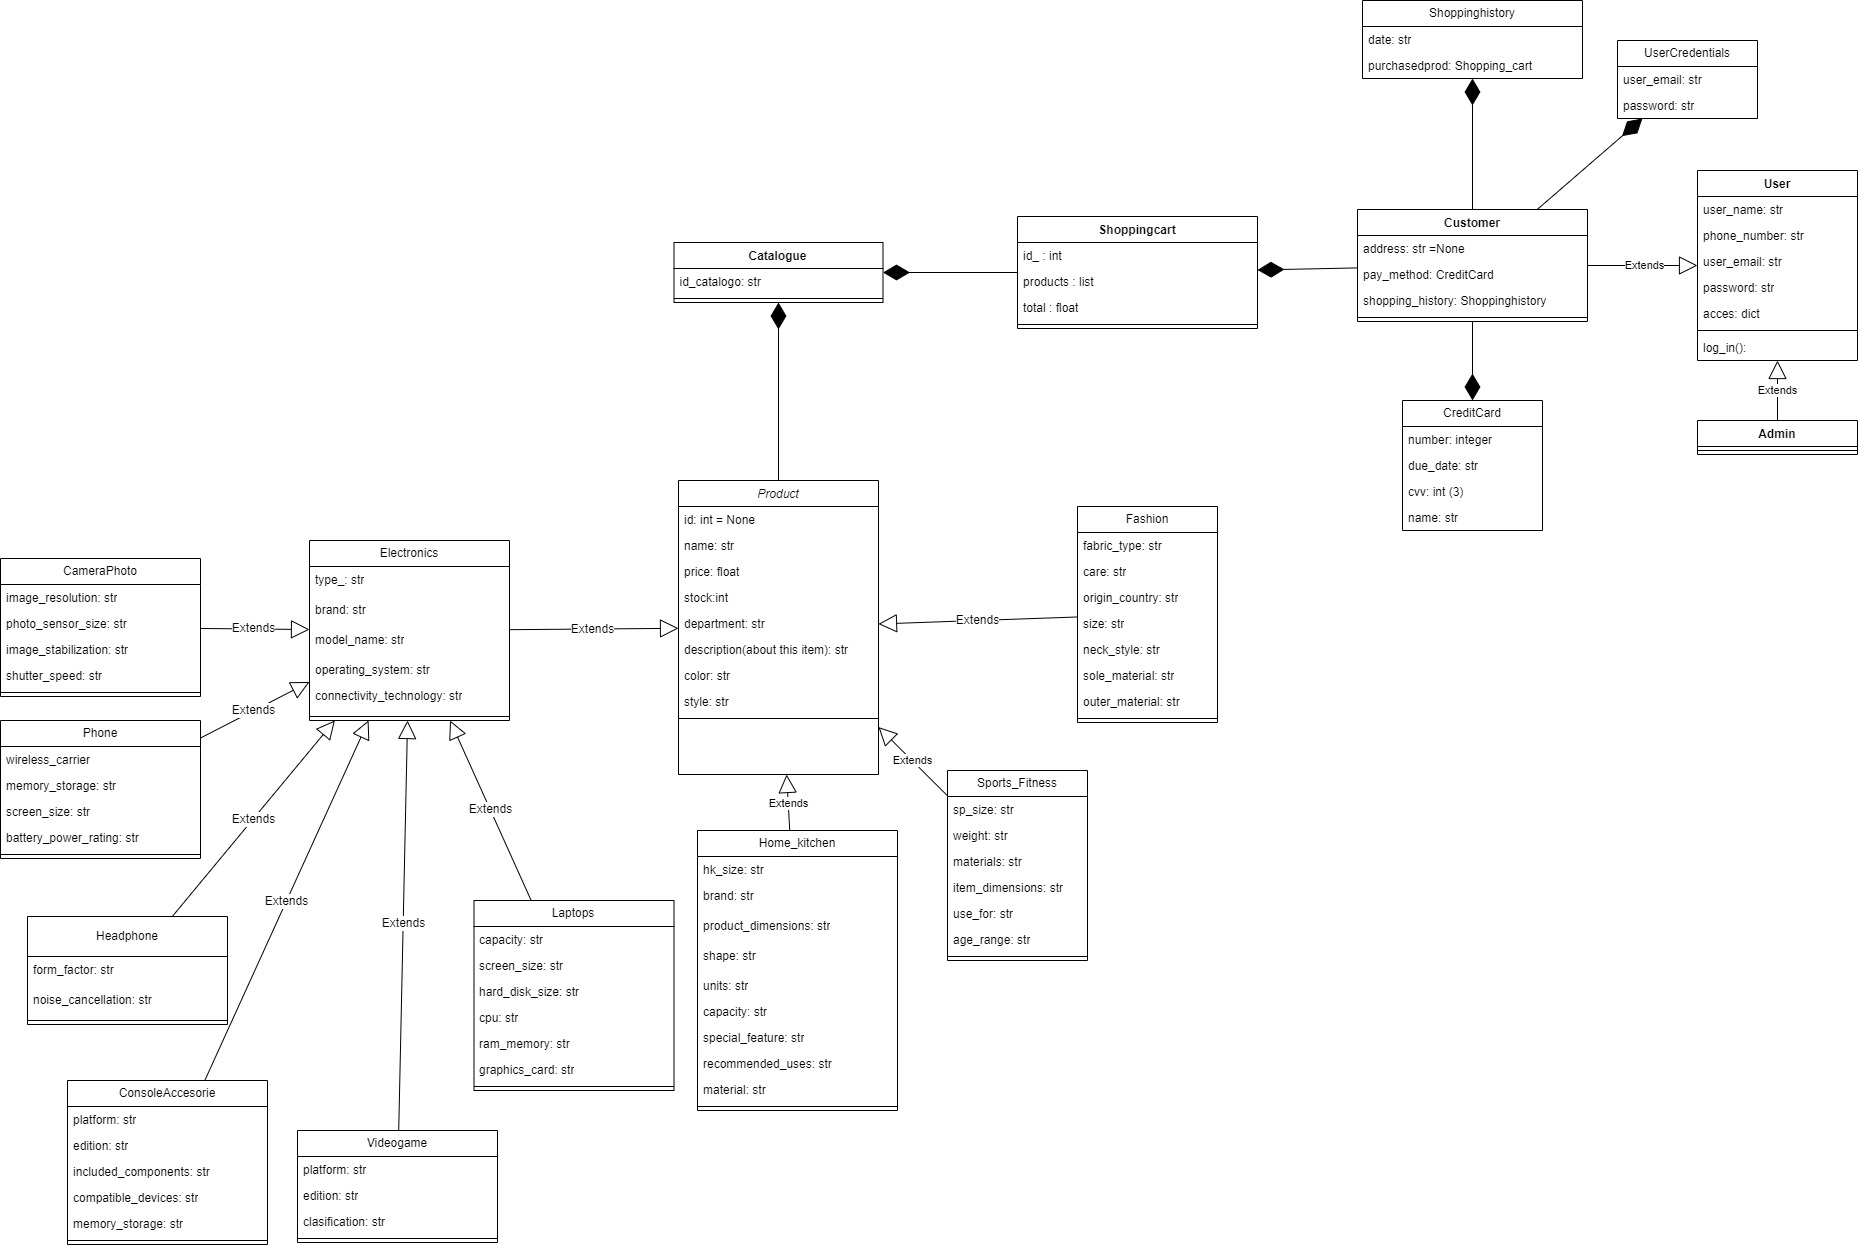 Shoppinghistory
date: str
purchasedprod: Shopping_cart
UserCredentials
user_email: str
password: str
User
user_name: str
phone_number: str
user_email: str
password: str
acces: dict
log_in():
Extends
Admin
Customer
address: str =None
pay_method: CreditCard
shopping_history: Shoppinghistory
Extends
CreditCard
number: integer
due_date: str
cvv: int (3)
name: str
Shoppingcart
id_ : int
products : list
total : float
Catalogue
id_catalogo: str
Product
id: int = None
name: str
price: float
stock:int
department: str
description(about this item): str
color: str
style: str
Fashion
fabric_type: str
care: str
origin_country: str
size: str
neck_style: str
sole_material: str
outer_material: str
Extends
Sports_Fitness
sp_size: str
weight: str
materials: str
item_dimensions: str
use_for: str
age_range: str
Extends
Home_kitchen
hk_size: str
brand: str
product_dimensions: str
shape: str
units: str
capacity: str
special_feature: str
recommended_uses: str
material: str
Extends
Electronics
type_: str
brand: str
model_name: str
operating_system: str
connectivity_technology: str
Extends
CameraPhoto
image_resolution: str
photo_sensor_size: str
image_stabilization: str
shutter_speed: str
Extends
Phone
wireless_carrier
memory_storage: str
screen_size: str
battery_power_rating: str
Extends
Headphone
form_factor: str
noise_cancellation: str
Extends
ConsoleAccesorie
platform: str
edition: str
included_components: str
compatible_devices: str
memory_storage: str
Extends
Videogame
platform: str
edition: str
clasification: str
Extends
Laptops
capacity: str
screen_size: str
hard_disk_size: str
cpu: str
ram_memory: str
graphics_card: str
Extends